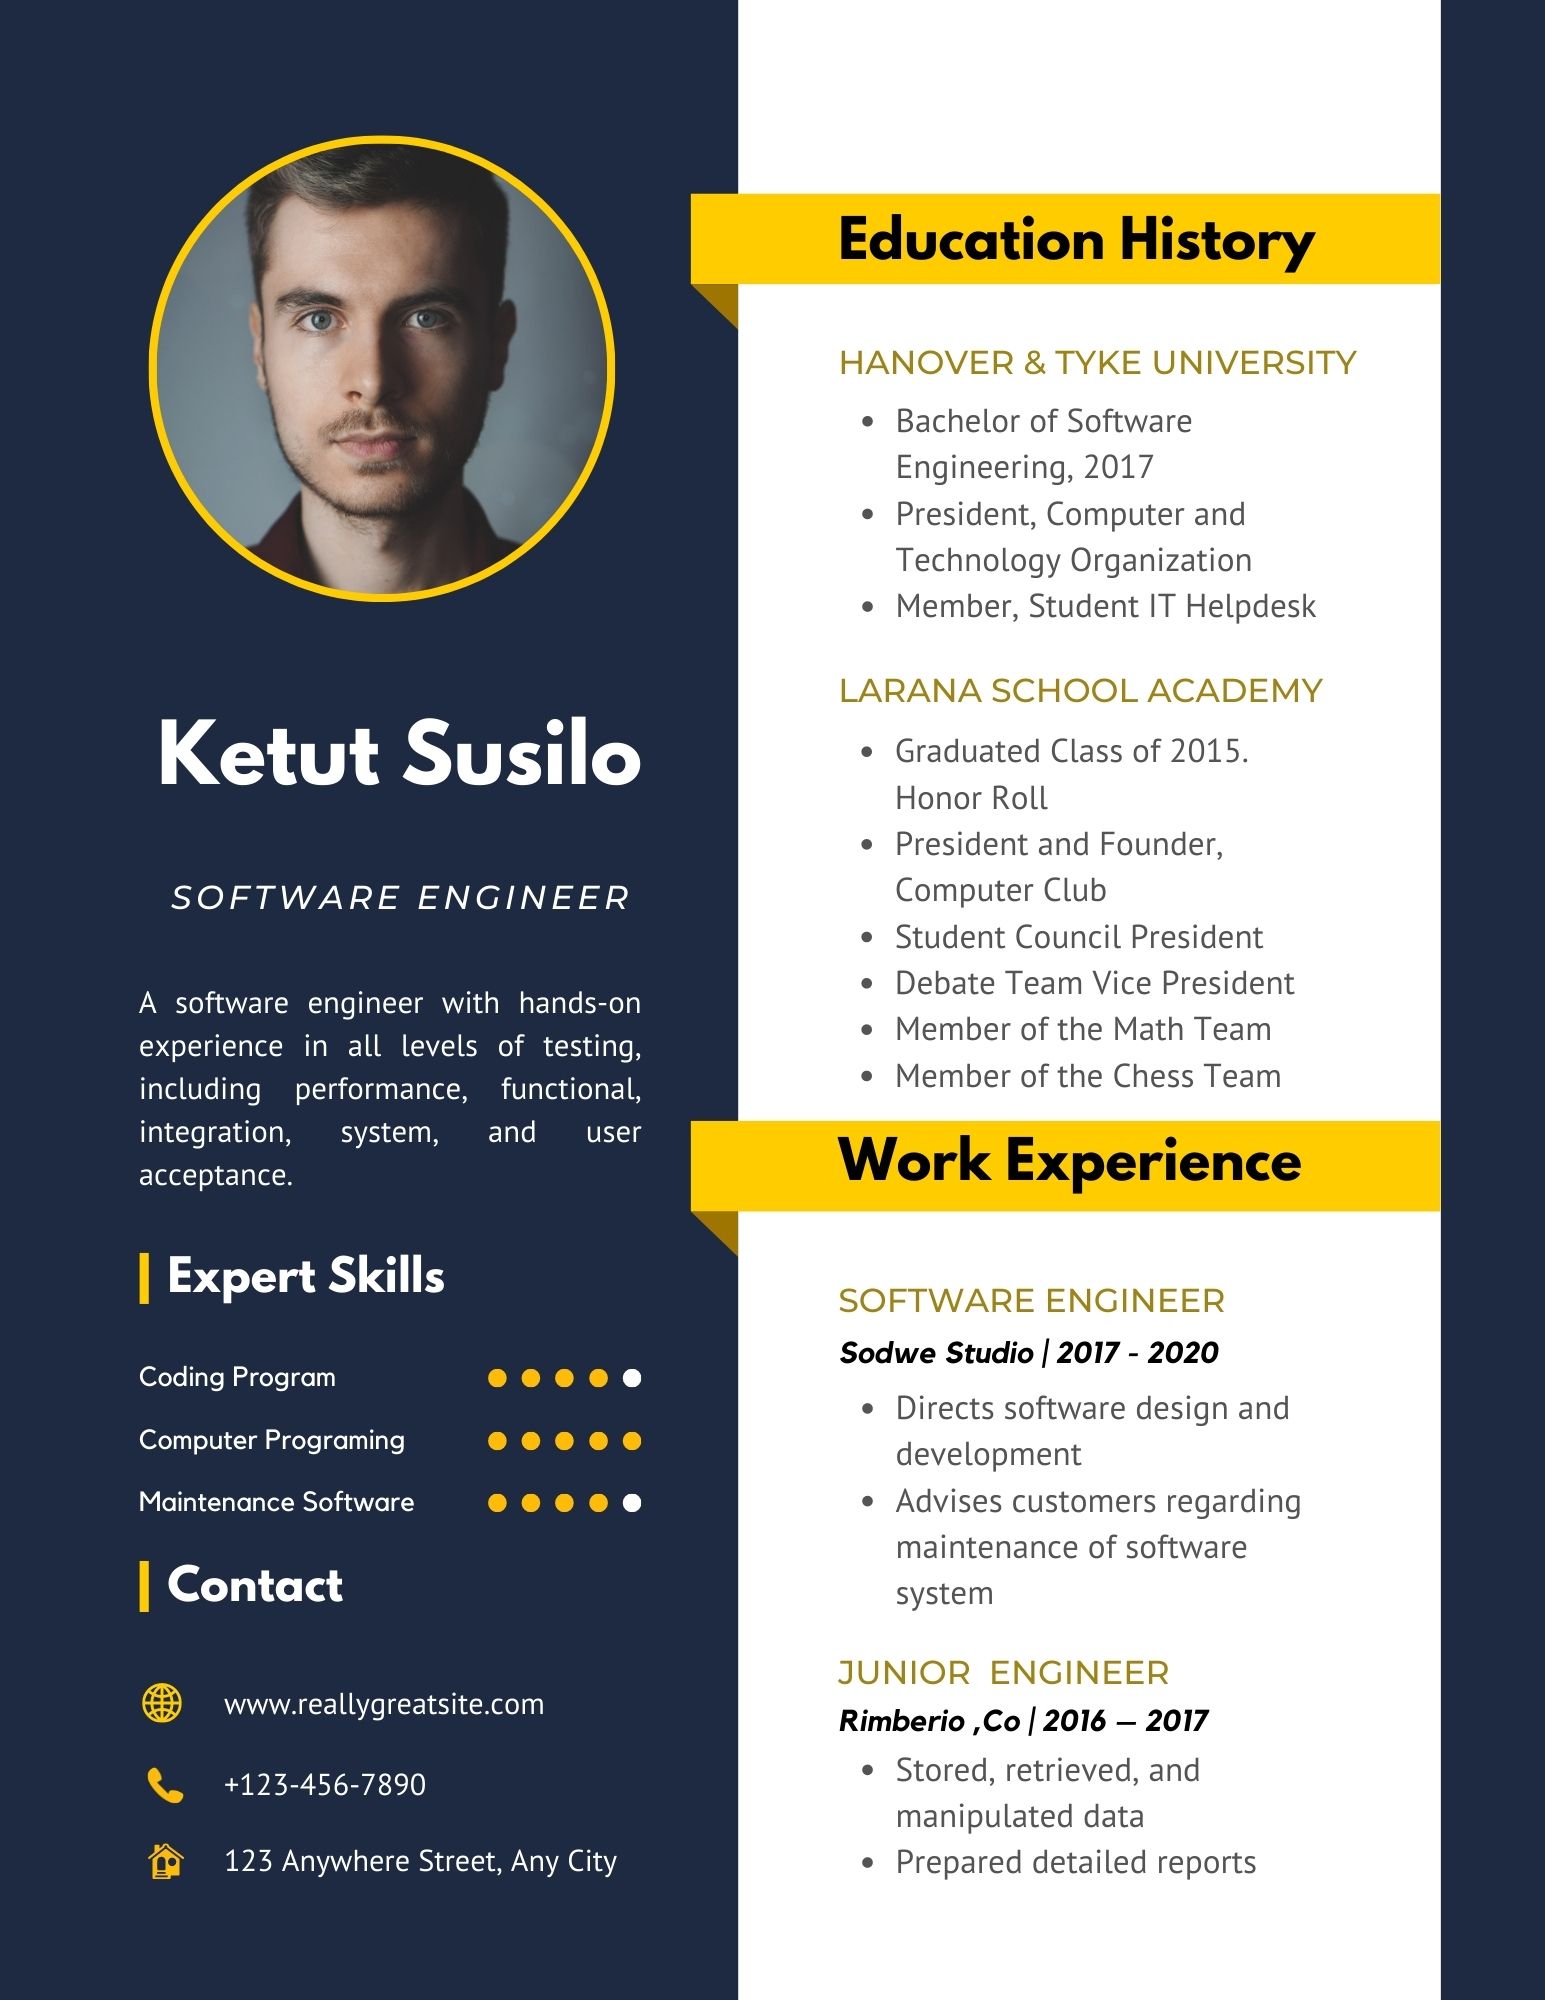 Ketut Susilo
SOFTWARE ENGINEER
A software engineer with hands-on
experience in all levels of testing,
including performance, functional,
integration, system, and user
acceptance.
Expert Skills
Coding Program
Computer Programing
Maintenance Software
Contact
www.reallygreatsite.com
+123-456-7890
123 Anywhere Street, Any City
Education History
HANOVER & TYKE UNIVERSITY
• Bachelor of Software
Engineering, 2017
• President, Computer and
Technology Organization
• Member, Student IT Helpdesk
LARANA SCHOOL ACADEMY
• Graduated Class of 2015.
Honor Roll
• President and Founder,
Computer Club
• Student Council President
• Debate Team Vice President
• Member of the Math Team
• Member of the Chess Team
Work Experience
SOFTWARE ENGINEER
Sodwe Studio | 2017 - 2020
• Directs software design and
development
• Advises customers regarding
maintenance of software
system
JUNIOR ENGINEER
Rimberio ,Co | 2016 – 2017
• Stored, retrieved, and
manipulated data
• Prepared detailed reports